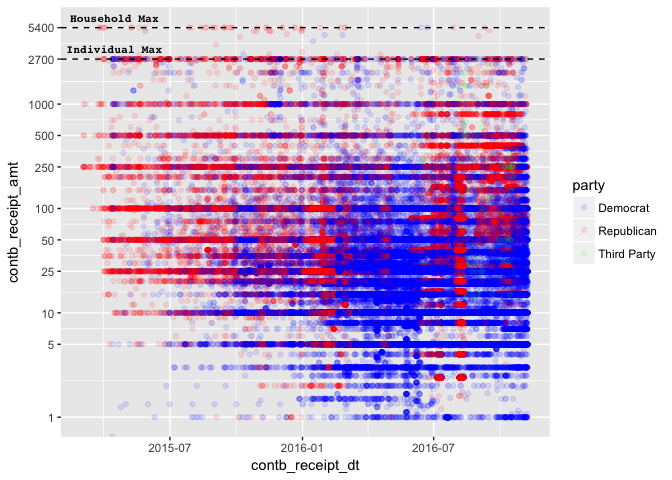 Household Max
5400
Individual Max
2700
1000
500
250
100
50
25
10
5
1
2015-07
2016-01
2016-07
contb_receipt_dt
contb_receipt_amt
party
Democrat
Republican
Third Party